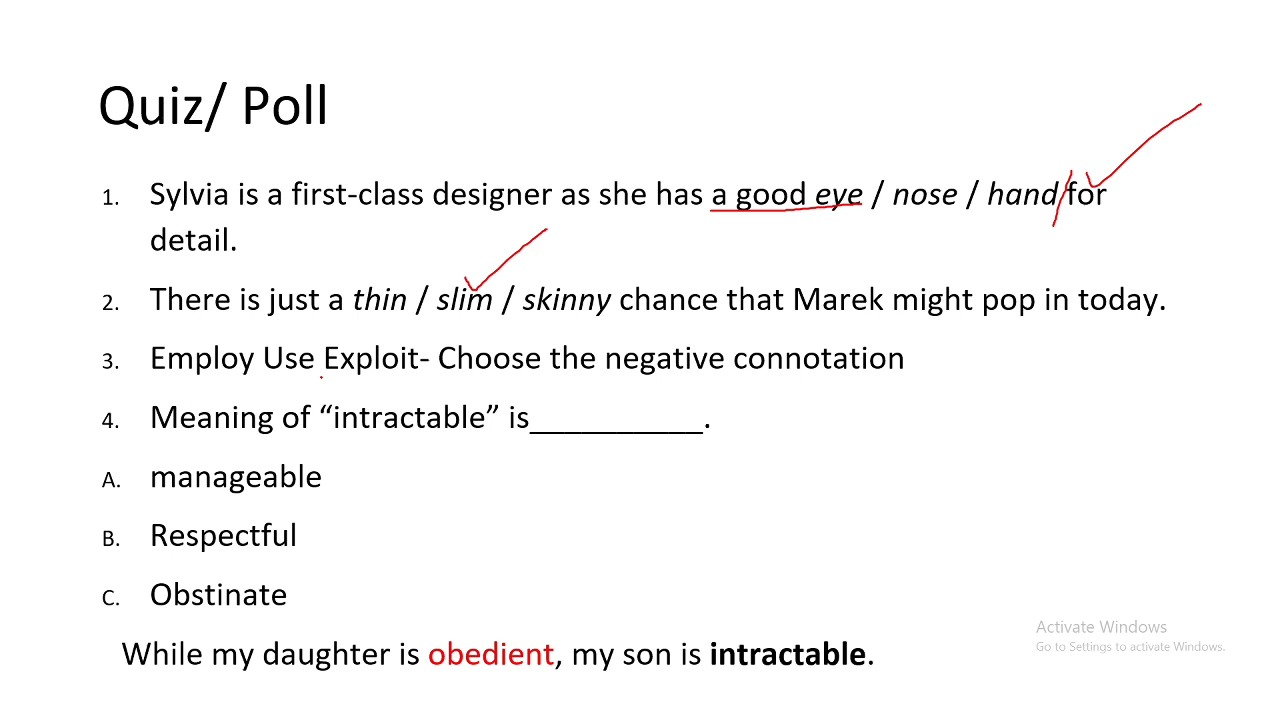 Quiz/ Poll
1. Sylvia is a first-class designer as she has a good eye / nose / hand for
detail.
2. There is just a thin / slim / skinny chance that Marek might pop in today.
3. Employ Use Exploit- Choose the negative connotation
4. Meaning of “intractable” is__________.
A. manageable
B. Respectful
C. Obstinate
While my daughter is obedient, my son is intractable.
Activate Windows
Go to Settings to activate Windows.